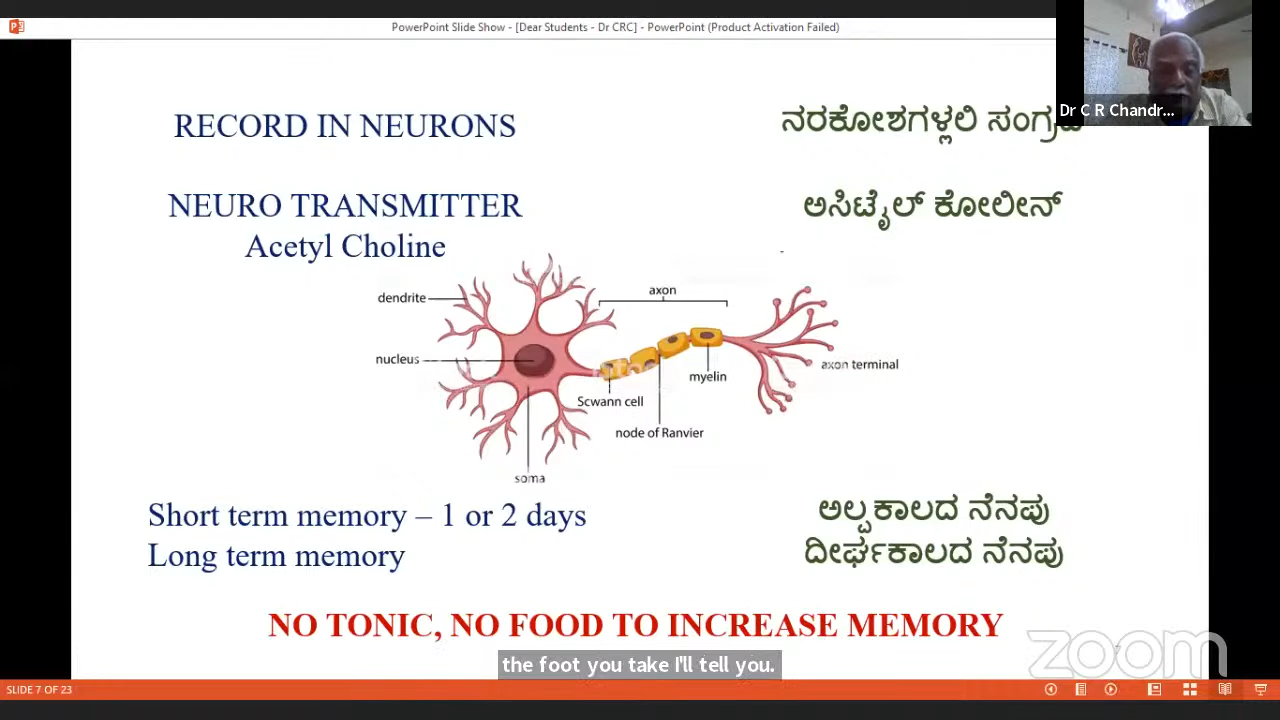 PowerPoint Slide Show - [Dear Students - Dr CRC] - PowerPoint (Product Activation Failed)
Dr C R Chandr...
RECORD IN NEURONS
ನರಕೋಶಗಳ್ಲಲಿ
NEURO TRANSMITTER
Acetyl Choline
ಅಸಿಟೈಲ್ ಕೋಲೀನ್
dendrite
axon
nucleus
axon terminal
myelin
Scwann cell
node of Ranvier
soma
Short term memory – 1 or 2 days
Long term memory
ಅಲ್ಪಕಾಲದ ನೆನಪು
ದೀರ್ಘಕಾಲದ ನೆನಪು
NO TONIC, NO FOOD TO INCREASE MEMORY
the foot you take I'll tell you.
zoom
SLIDE 7 OF 23